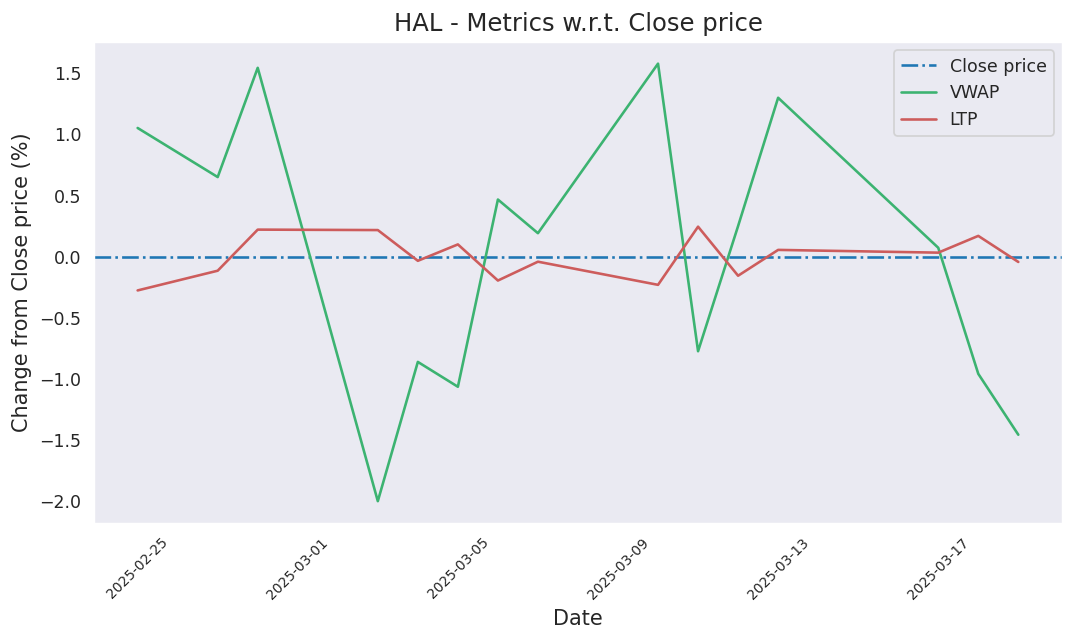 HAL - Metrics w.r.t. Close price
Change from Close price (%)
1.5
1.0
0.5
0.0
−0.5
−1.0
−1.5
−2.0
Close price
VWAP
LTP
2025-02-25
2025-03-01
2025-03-05
2025-03-09
2025-03-13
2025-03-17
Date